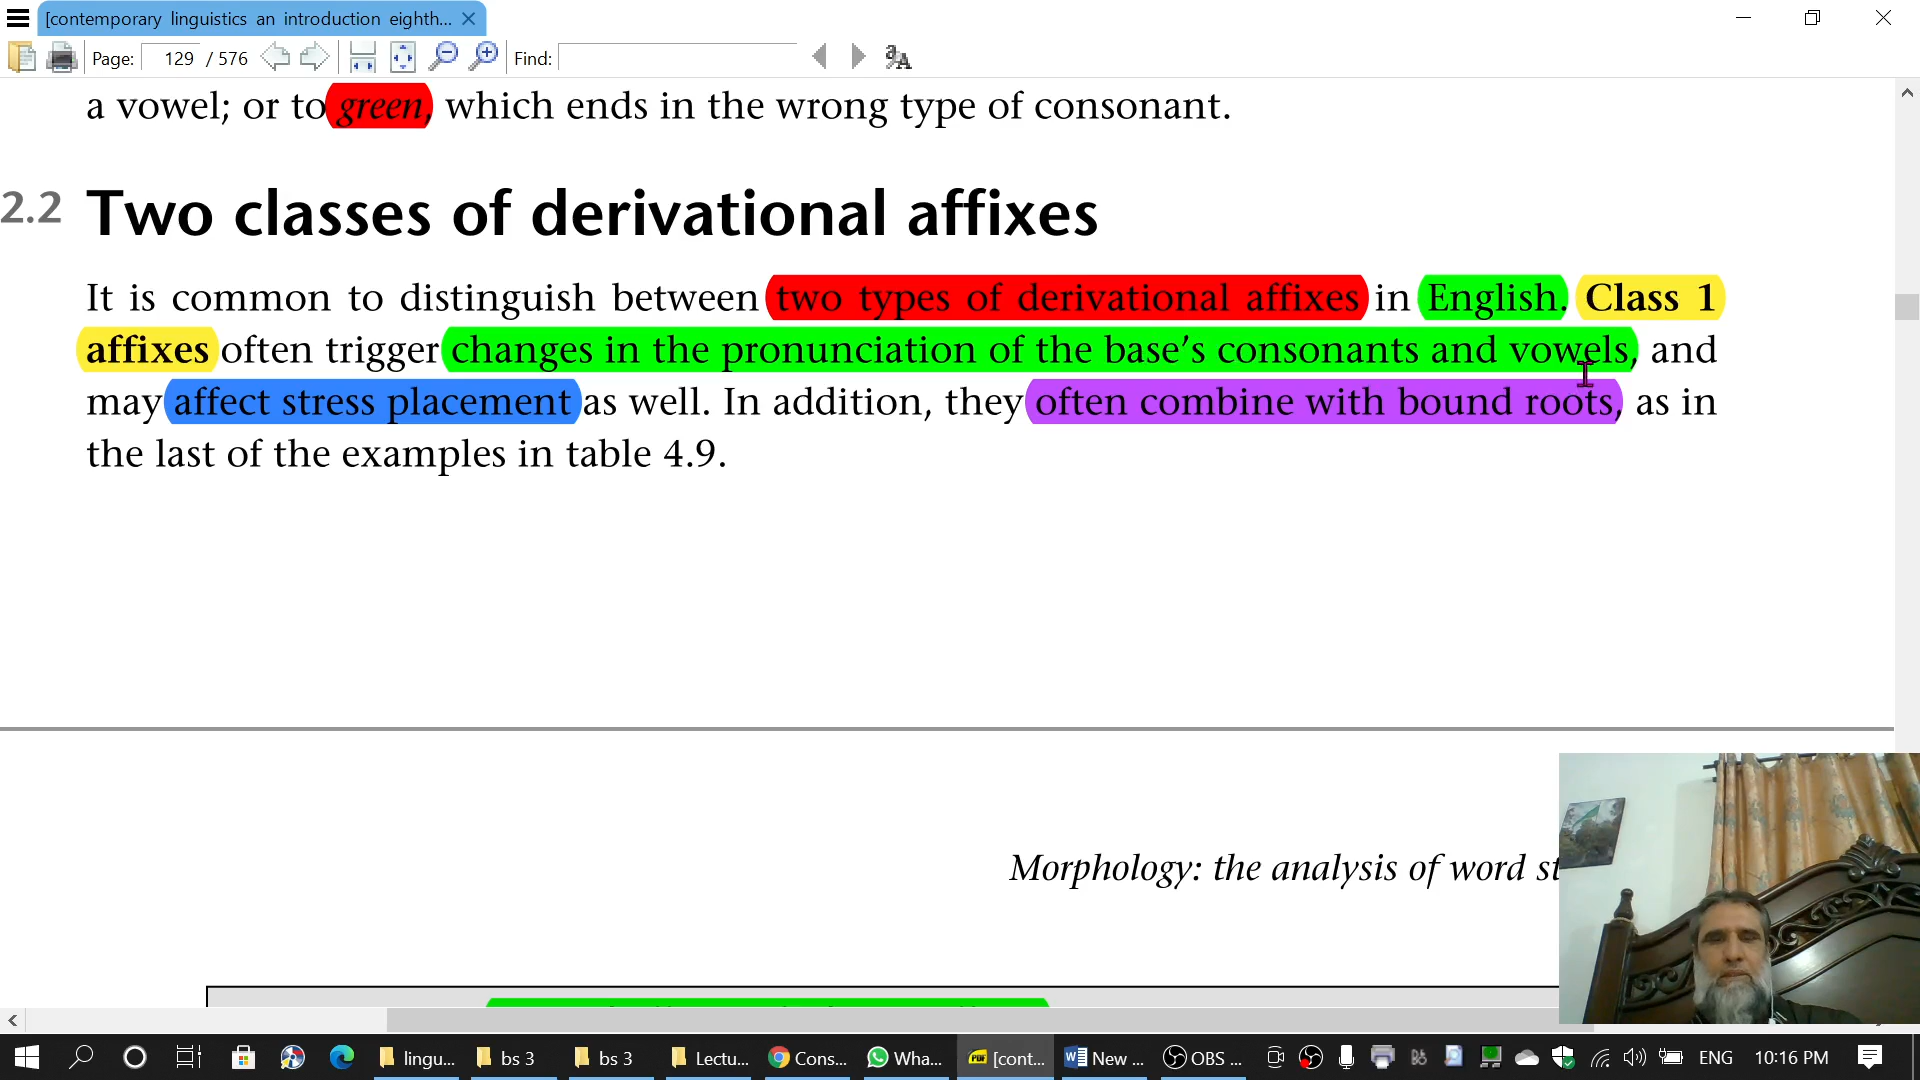 [contemporary linguistics an introduction eighth...
Page: 129 / 576 Find:
a vowel; or to green, which ends in the wrong type of consonant.
2.2 Two classes of derivational affixes
It is common to distinguish between two types of derivational affixes in English. Class 1
affixes often trigger changes in the pronunciation of the base's consonants and vowels, and
may affect stress placement as well. In addition, they often combine with bound roots, as in
the last of the examples in table 4.9.
Morphology: the analysis of word st
lingu... bs 3 bs 3 Lectu... Cons... Wha... [cont... New ... OBS ... ENG 10:16 PM